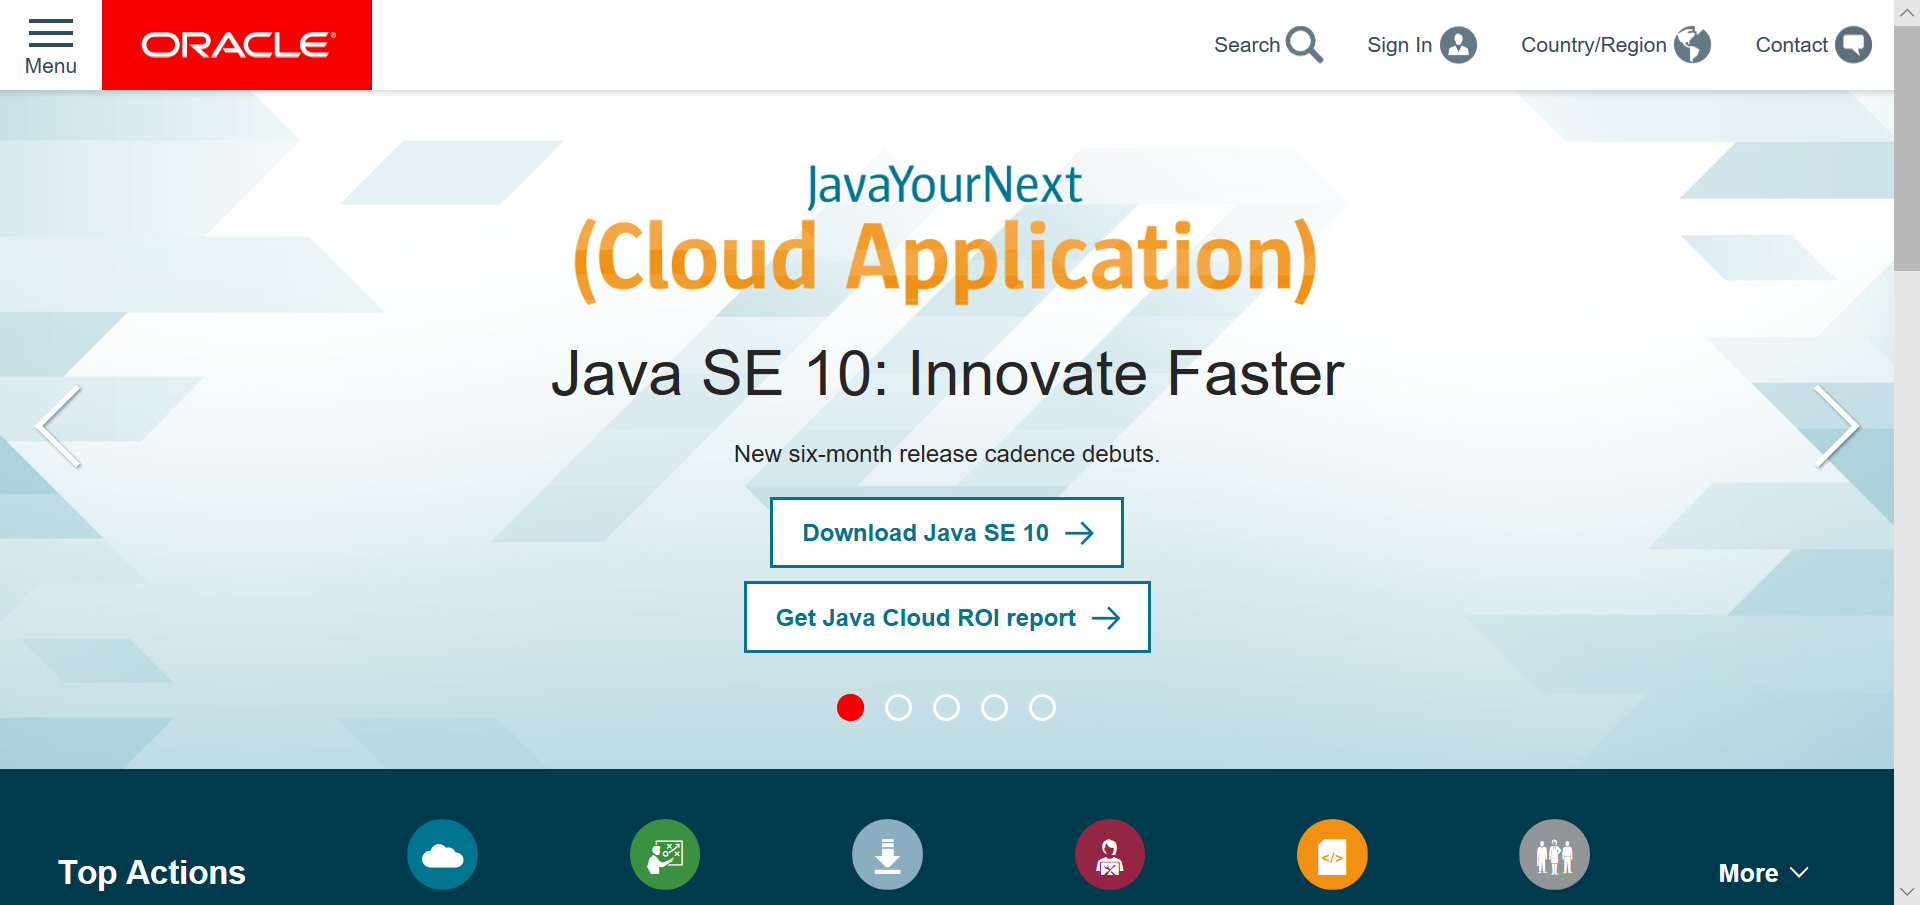 Menu
ORACLE®
Search
Sign In
Country/Region
Contact
JavaYourNext
(Cloud Application)
Java SE 10: Innovate Faster
New six-month release cadence debuts.
Download Java SE 10
Get Java Cloud ROI report
Top Actions
</>
More